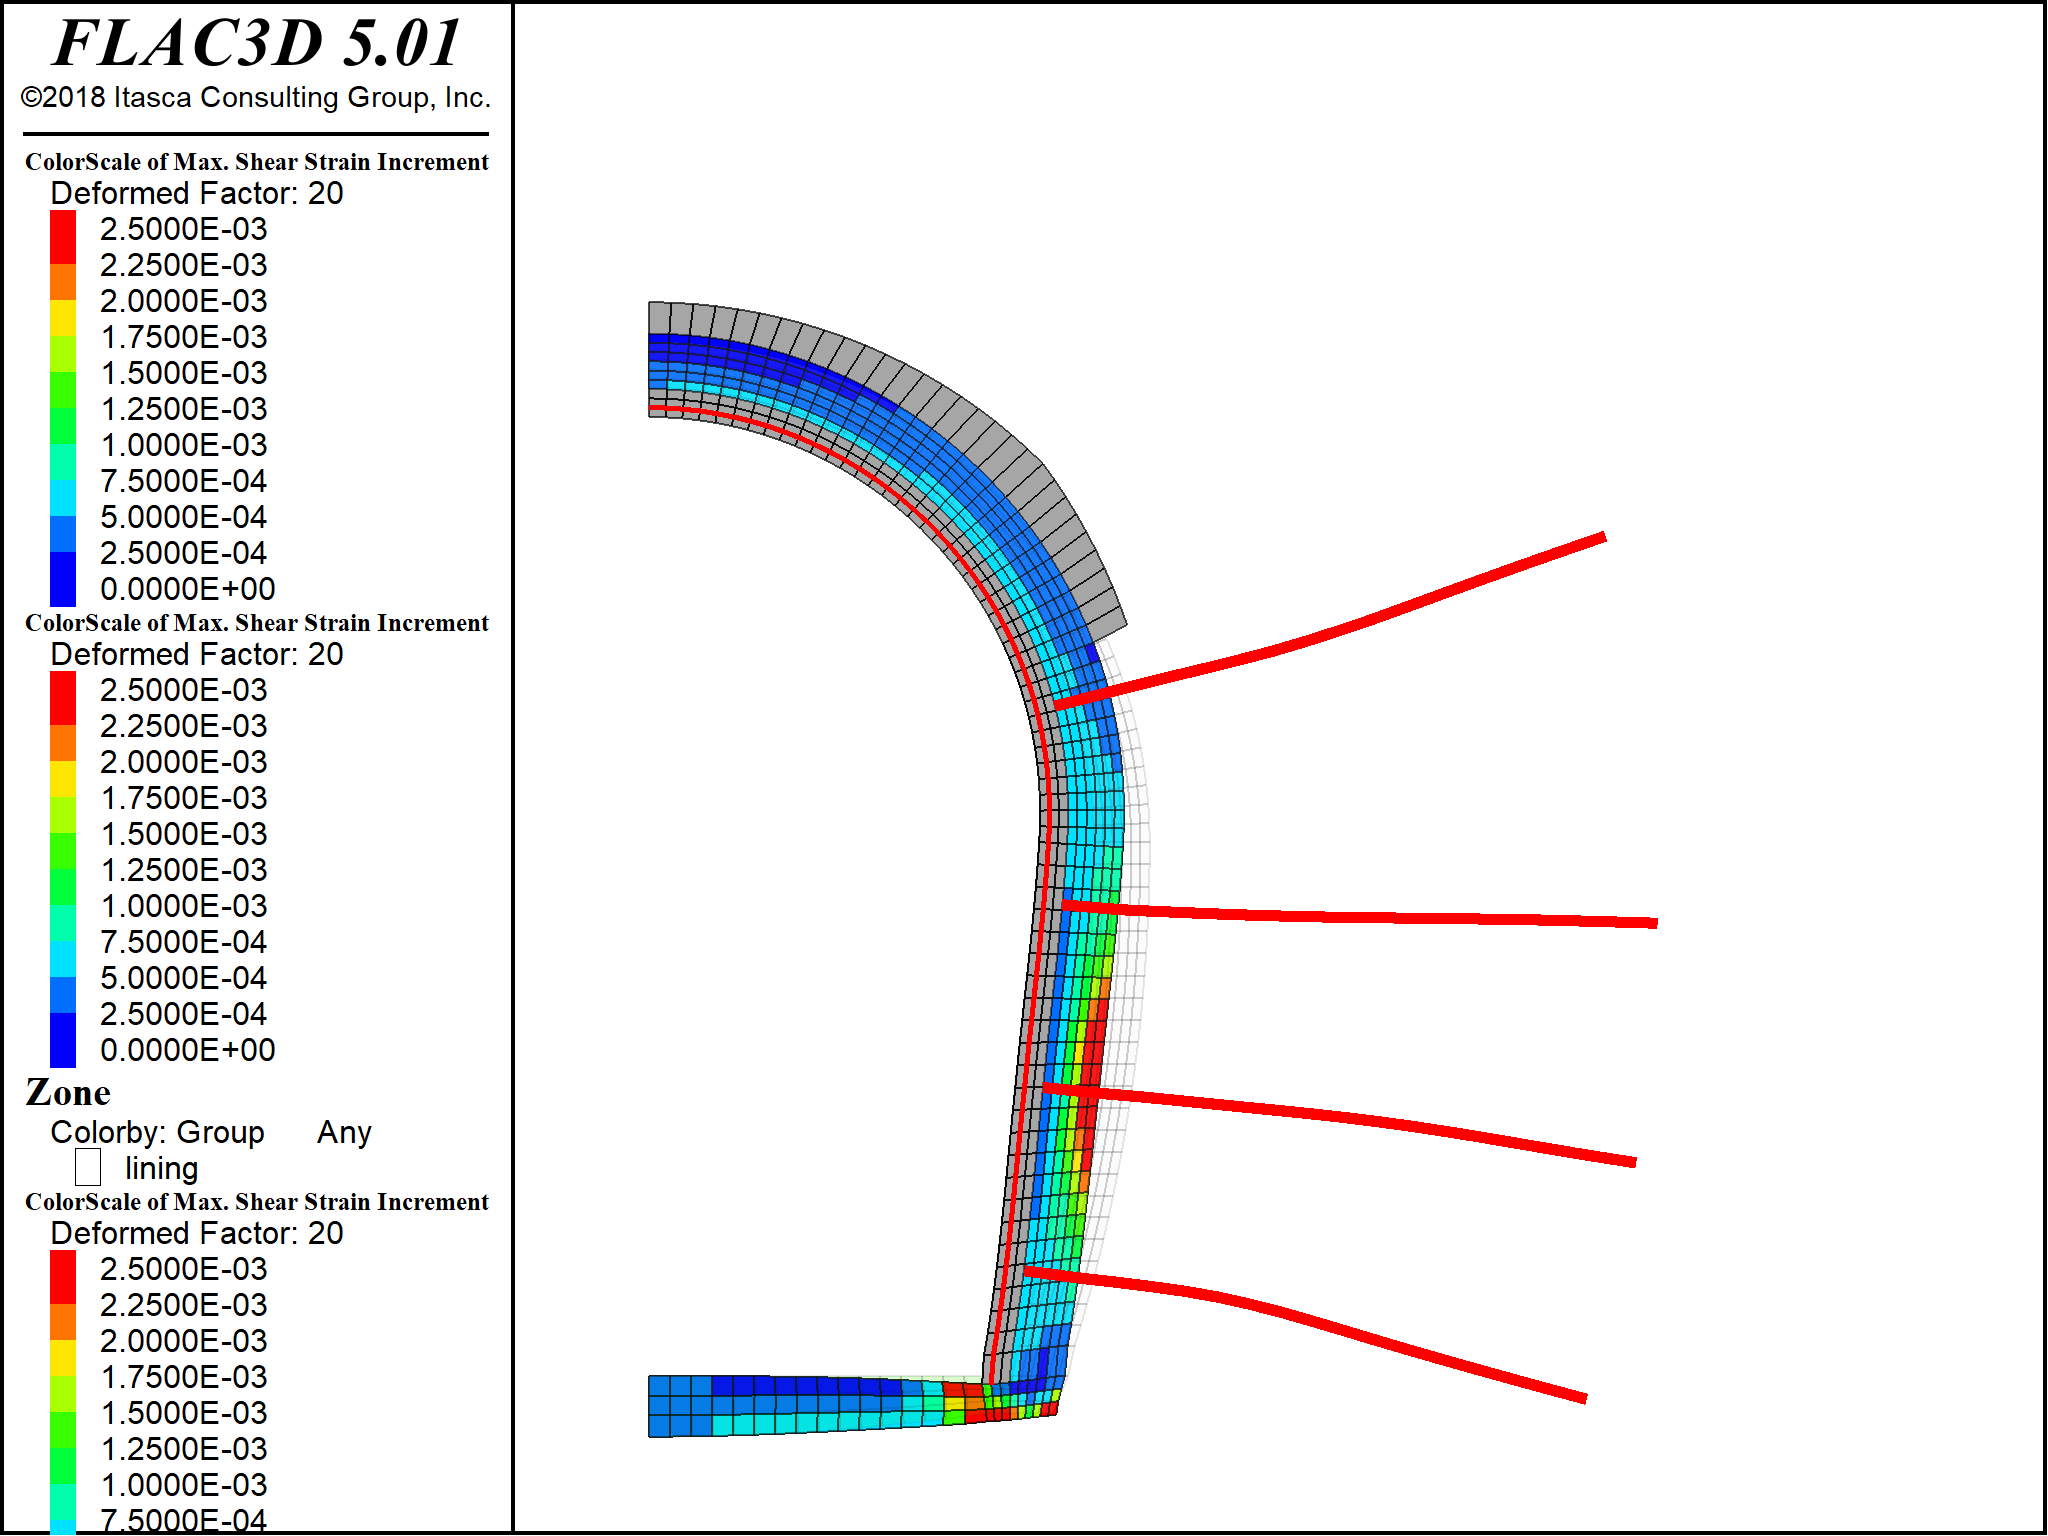 FLAC3D 5.01
©2018 Itasca Consulting Group, Inc.
ColorScale of Max. Shear Strain Increment
Deformed Factor: 20
2.5000E-03
2.2500E-03
2.0000E-03
1.7500E-03
1.5000E-03
1.2500E-03
1.0000E-03
7.5000E-04
5.0000E-04
2.5000E-04
0.0000E+00
ColorScale of Max. Shear Strain Increment
Deformed Factor: 20
2.5000E-03
2.2500E-03
2.0000E-03
1.7500E-03
1.5000E-03
1.2500E-03
1.0000E-03
7.5000E-04
5.0000E-04
2.5000E-04
0.0000E+00
Zone
Colorby: Group Any
lining
ColorScale of Max. Shear Strain Increment
Deformed Factor: 20
2.5000E-03
2.2500E-03
2.0000E-03
1.7500E-03
1.5000E-03
1.2500E-03
1.0000E-03
7.5000E-04